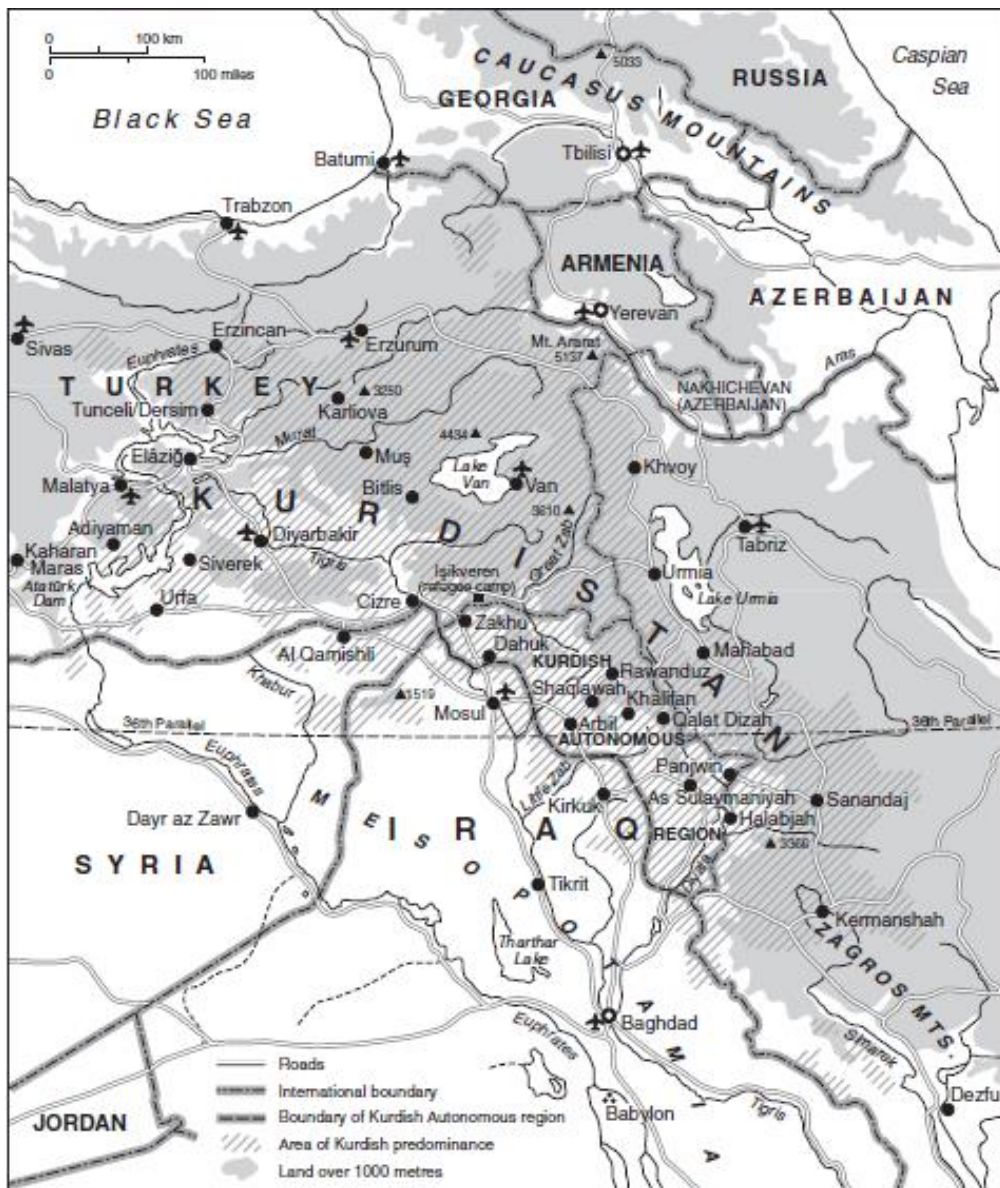 0 100 km
0 100 miles
Black Sea
CAUCASUS MOUNTAINS
5033
RUSSIA
Caspian
Sea
GEORGIA
Batumi
Tbilisi
Trabzon
ARMENIA
AZERBAIJAN
Yerevan
Sivas
Erzincan
Euphrates
Erzurum
Mt. Ararat
5137
Aras
TURKEY
NAKHICHEVAN
(AZERBAIJAN)
Tunceli/Dersim
3250
Karliova
Murat
4434
Elâziğ
Muş
Lake
Van
Khvoy
Malatya
Bitlis
Van
KURDISTAN
3610
Adiyaman
Diyarbakir
Great Zab
Tabriz
Kaharan
Maras
Siverek
Tigris
Işikveren
(refugee camp)
Urmia
Atatürk
Dam
Urfa
Cizre
Lake Urmia
Zakhu
Al Qamishli
Dahuk
Mahabad
KURDISH
Rawanduz
Khabur
1519
Shaqlawah
Khalifan
Mosul
36th Parallel
Arbil
Qalat Dizah
36th Parallel
AUTONOMOUS
Euphrates
Panjwin
Little Zab
As Sulaymaniyah
Sanandaj
Dayr az Zawr
MESOPOTAMIA
Kirkuk
Halabjah
IRAQ
REGION
3366
SYRIA
Diyala
Tikrit
Kermanshah
Tharthar
Lake
ZAGROS MTS.
Baghdad
Euphrates
Simareh
Roads
International boundary
Boundary of Kurdish Autonomous region
Area of Kurdish predominance
Land over 1000 metres
JORDAN
Babylon
Tigris
Dezful